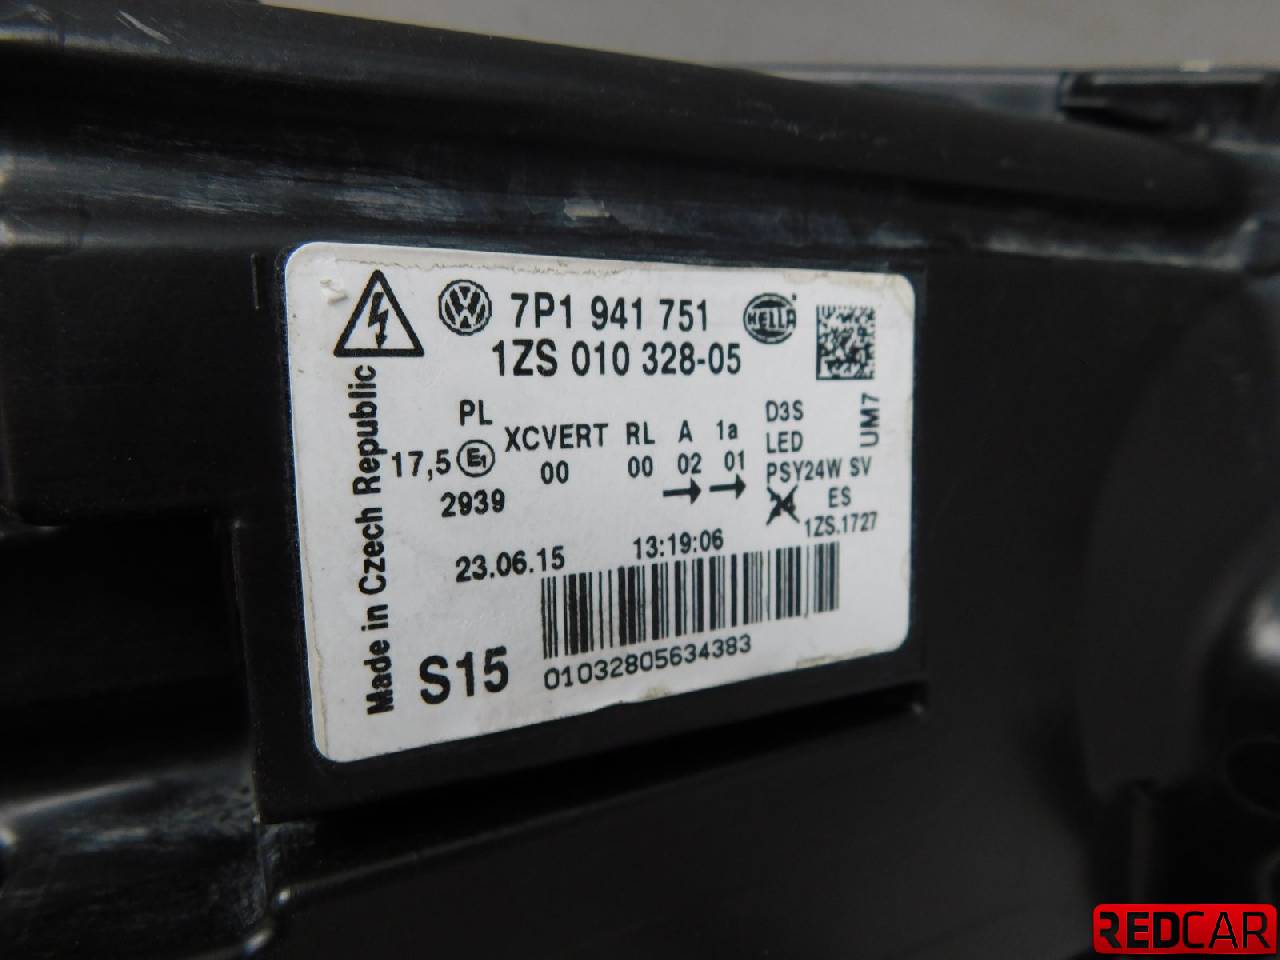 7P1 941 751
HELLA
1ZS 010 328-05
Made in Czech Republic
PL
XCVERT RL A 1a
D3S
17,5 E1
00 00 02 01
LED
UM7
2939
PSY24W SV
ES
23.06.15 13:19:06
1ZS.1727
S15
01032805634383
REDCAR